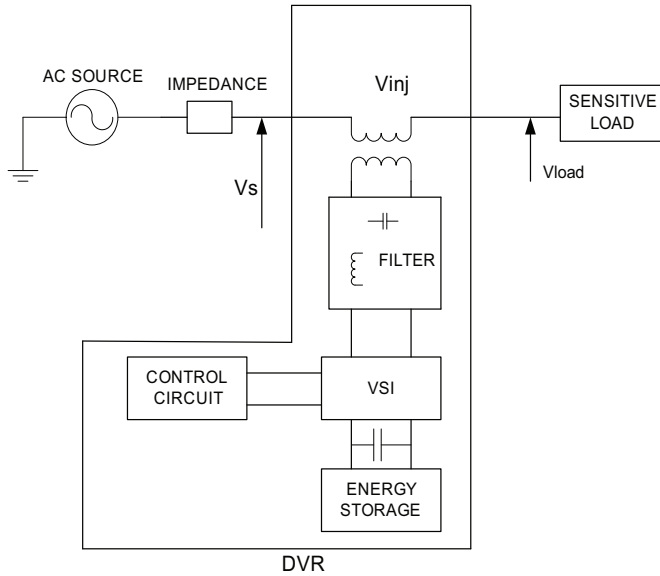 AC SOURCE
IMPEDANCE
Vinj
SENSITIVE
LOAD
Vs
Vload
FILTER
CONTROL
CIRCUIT
VSI
ENERGY
STORAGE
DVR